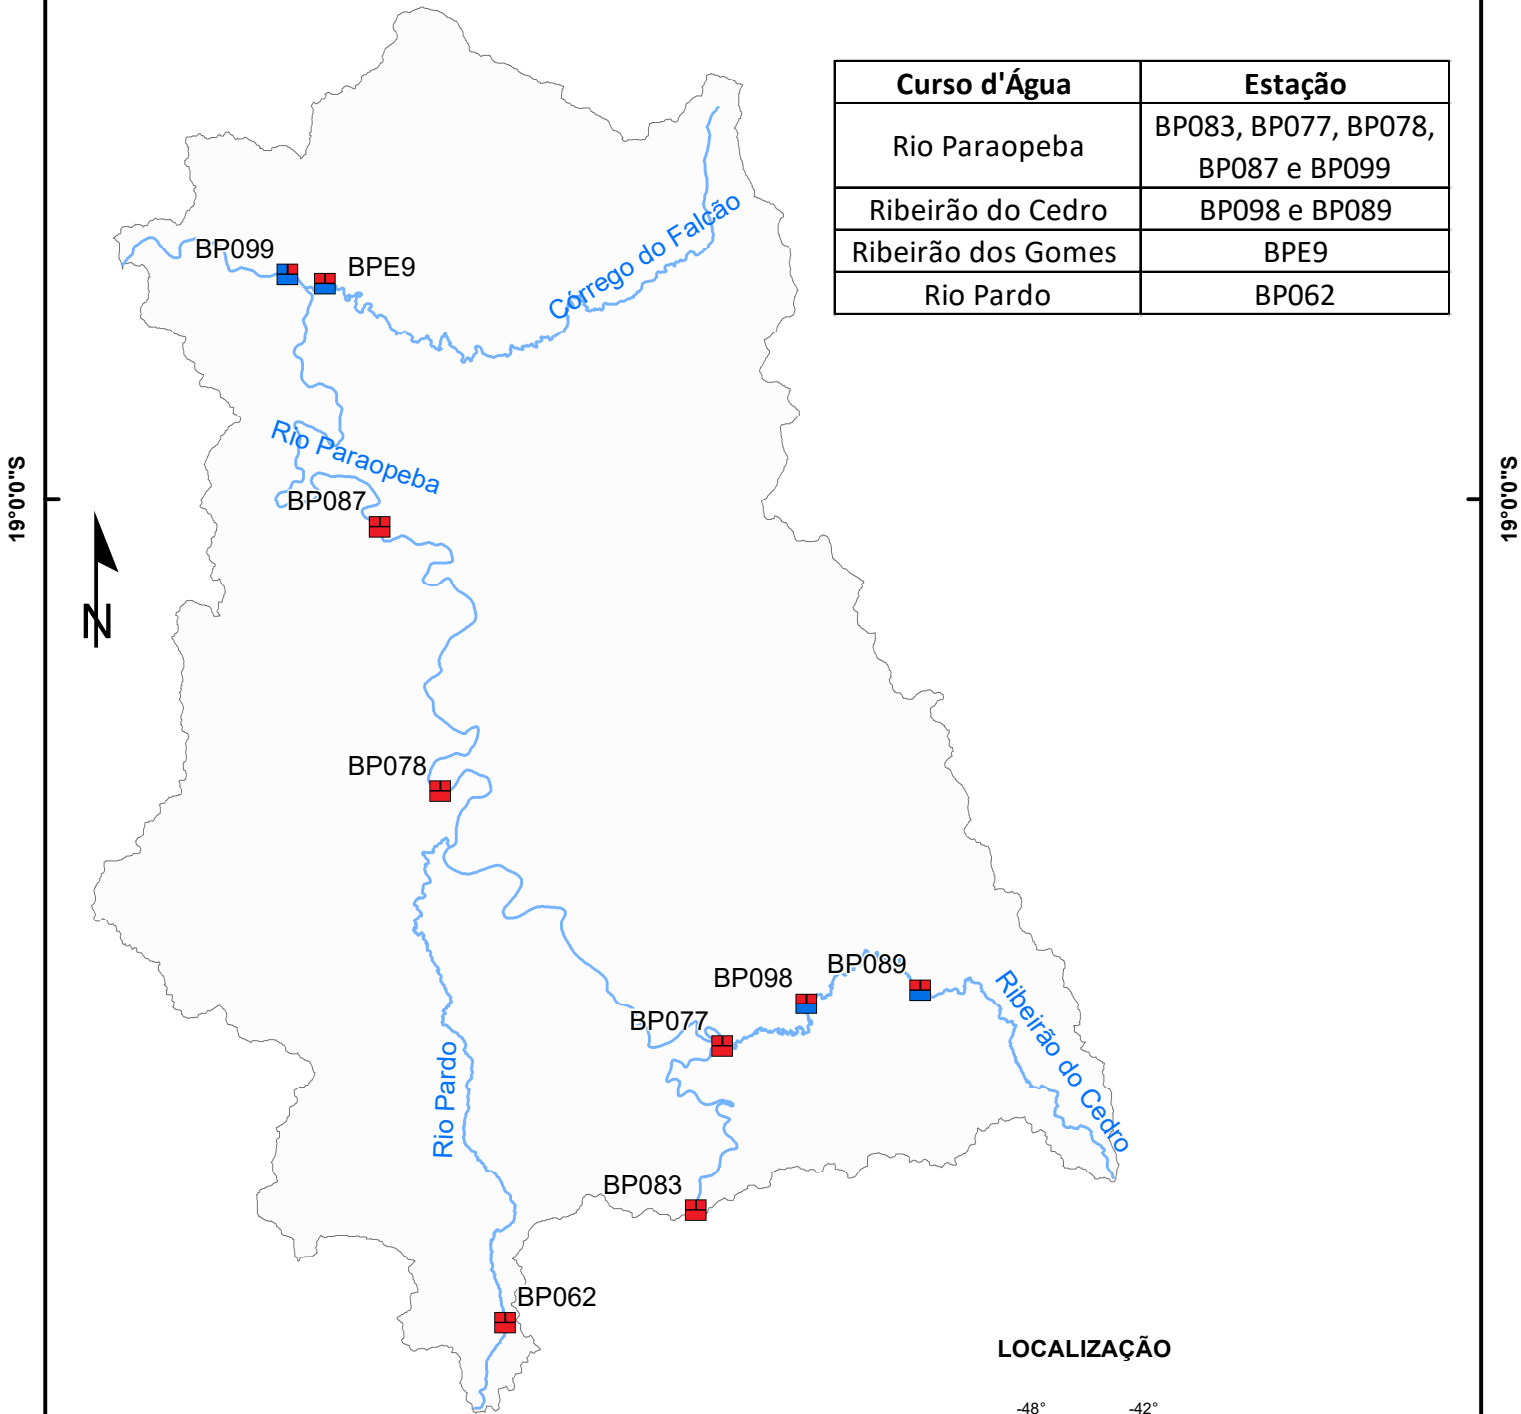 Curso d'Água Estação
Rio Paraopeba BP083, BP077, BP078,
BP087 e BP099
Ribeirão do Cedro BP098 e BP089
Ribeirão dos Gomes BPE9
Rio Pardo BP062
Córrego do Falcão
BP099
BPE9
Rio Paraopeba
BP087
19°0'0"S
19°0'0"S
N
BP078
BP089
BP098
Ribeirão do Cedro
BP077
Rio Pardo
BP083
BP062
LOCALIZAÇÃO
-48° -42°